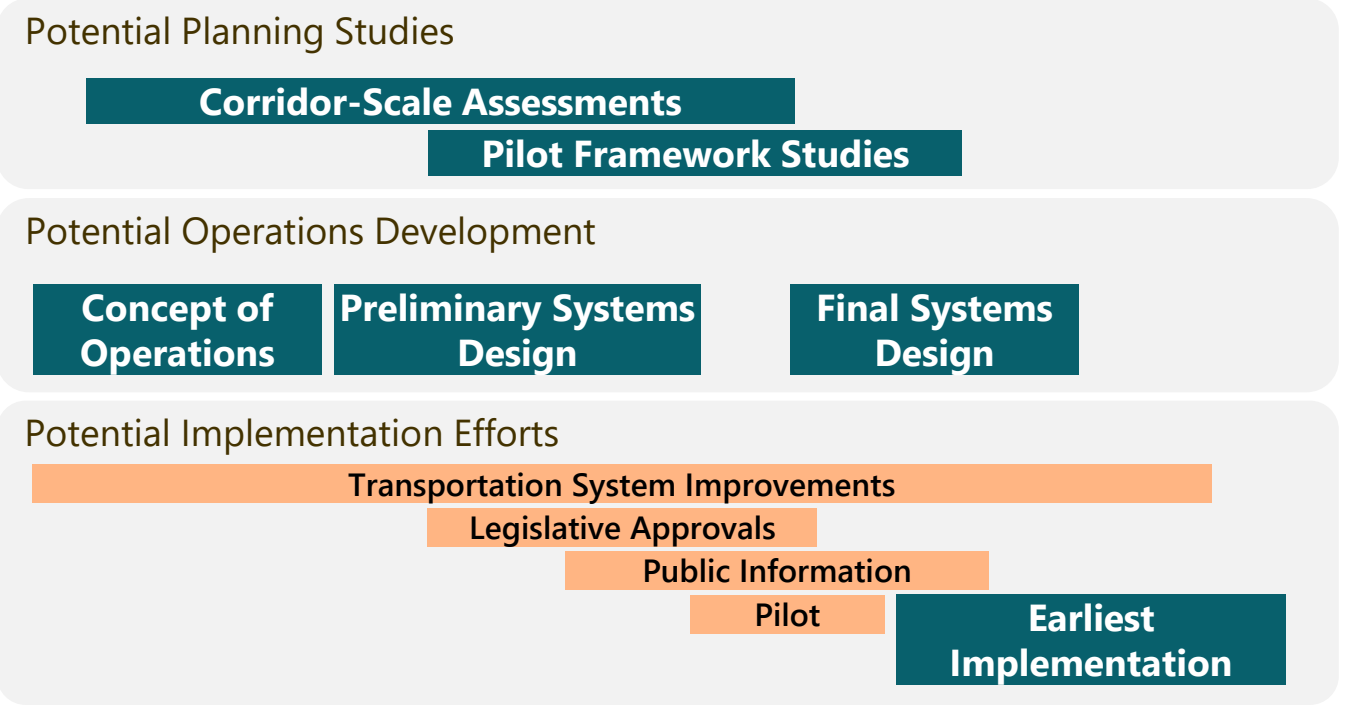 Potential Planning Studies
Corridor-Scale Assessments
Pilot Framework Studies
Potential Operations Development
Concept of
Operations
Preliminary Systems
Design
Final Systems
Design
Potential Implementation Efforts
Transportation System Improvements
Legislative Approvals
Public Information
Pilot
Earliest
Implementation